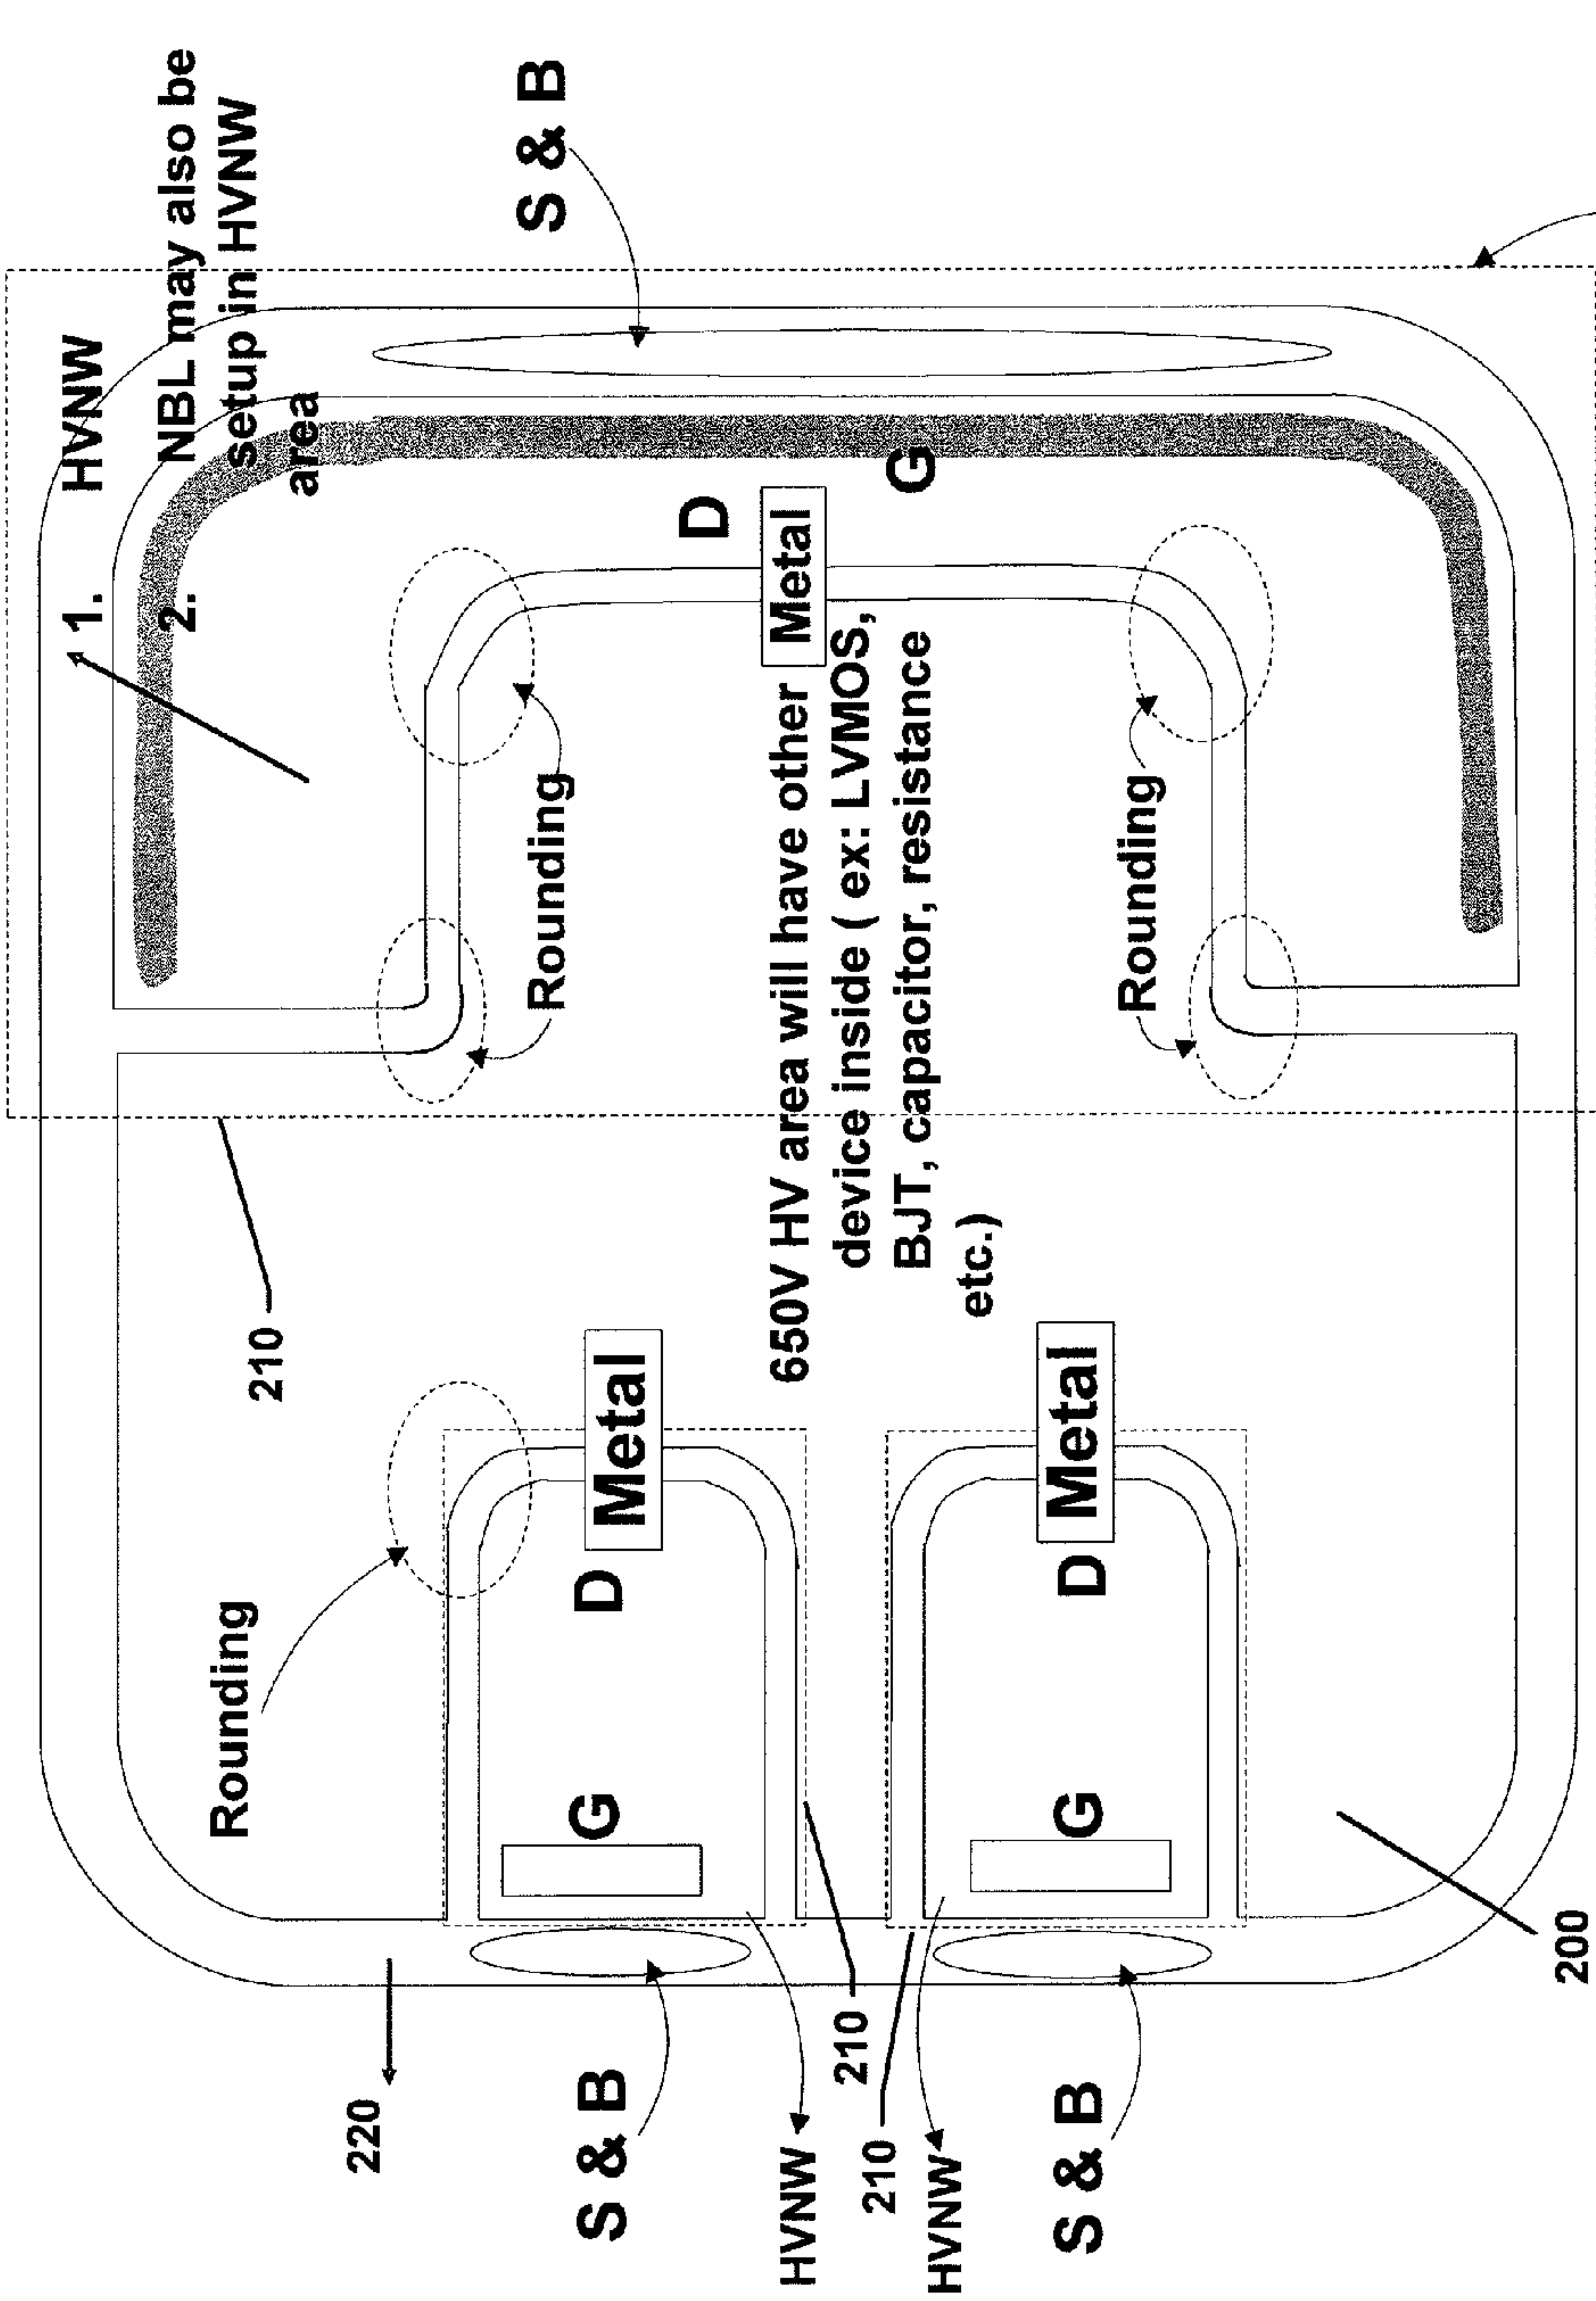 1. HVNW
2. NBL may also be
setup in HVNW
area
S & B
210
Rounding
Rounding
D
Metal
G
Rounding
D
Metal
G
650V HV area will have other
device inside ( ex: LVMOS,
BJT, capacitor, resistance
etc.)
Rounding
D
Metal
G
220
S & B
HVNW
210
210
HVNW
S & B
200